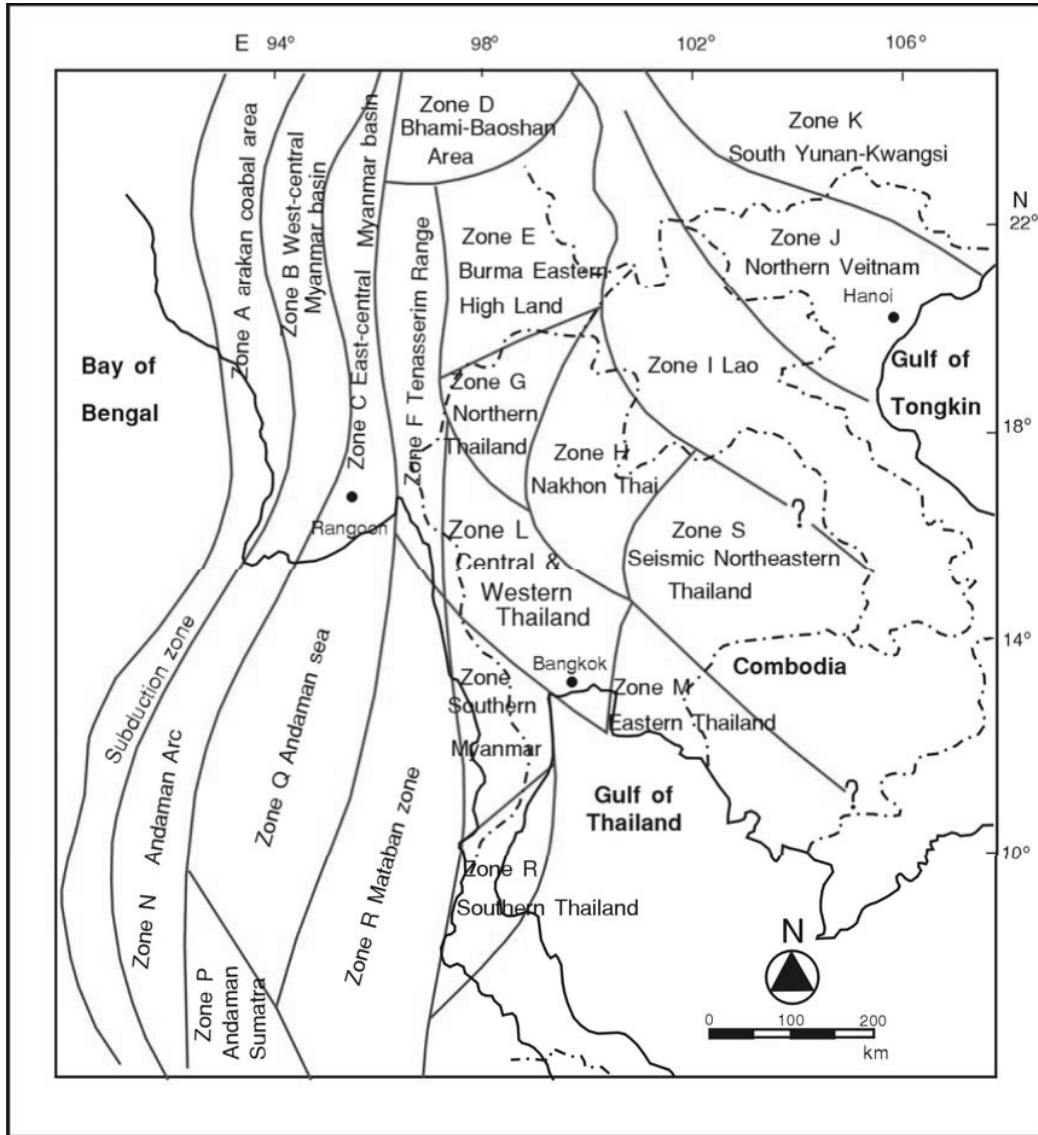 E 94° 98° 102° 106°
Zone D
Bhami-Baoshan
Area
Zone K
South Yunan-Kwangsi
N
22°
Zone A arakan coabal area
Zone B West-central
Myanmar basin
Zone C East-central Myanmar basin
Zone F Tenasserim Range
Zone E
Burma Eastern
High Land
Zone J
Northern Veitnam
Hanoi
Bay of
Bengal
Zone G
Northern
Thailand
Zone I Lao
Gulf of
Tongkin
18°
Zone H
Nakhon Thai
Rangoon
Zone L
Central &
Western
Thailand
?
Zone S
Seismic Northeastern
Thailand
14°
Subduction zone
Bangkok
Combodia
Zone
Southern
Myanmar
Zone M
Eastern Thailand
Zone N Andaman Arc
Zone Q Andaman sea
Zone R Mataban zone
Gulf of
Thailand
?
10°
Zone R
Southern Thailand
Zone P
Andaman
Sumatra
N
0 100 200
km